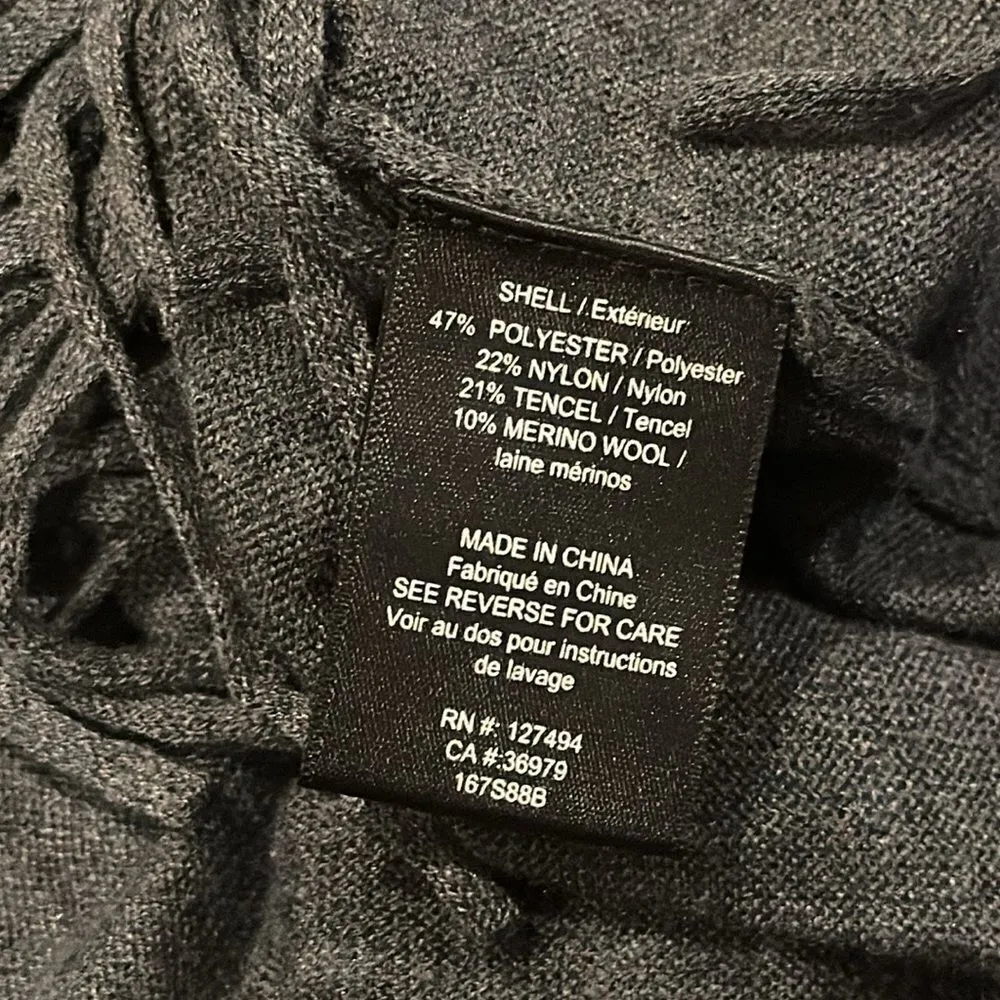 SHELL / Extérieur
47% POLYESTER / Polyester
22% NYLON / Nylon
21% TENCEL / Tencel
10% MERINO WOOL /
laine mérinos
MADE IN CHINA
Fabriqué en Chine
SEE REVERSE FOR CARE
Voir au dos pour instructions
de lavage
RN #: 127494
CA #:36979
167S88B